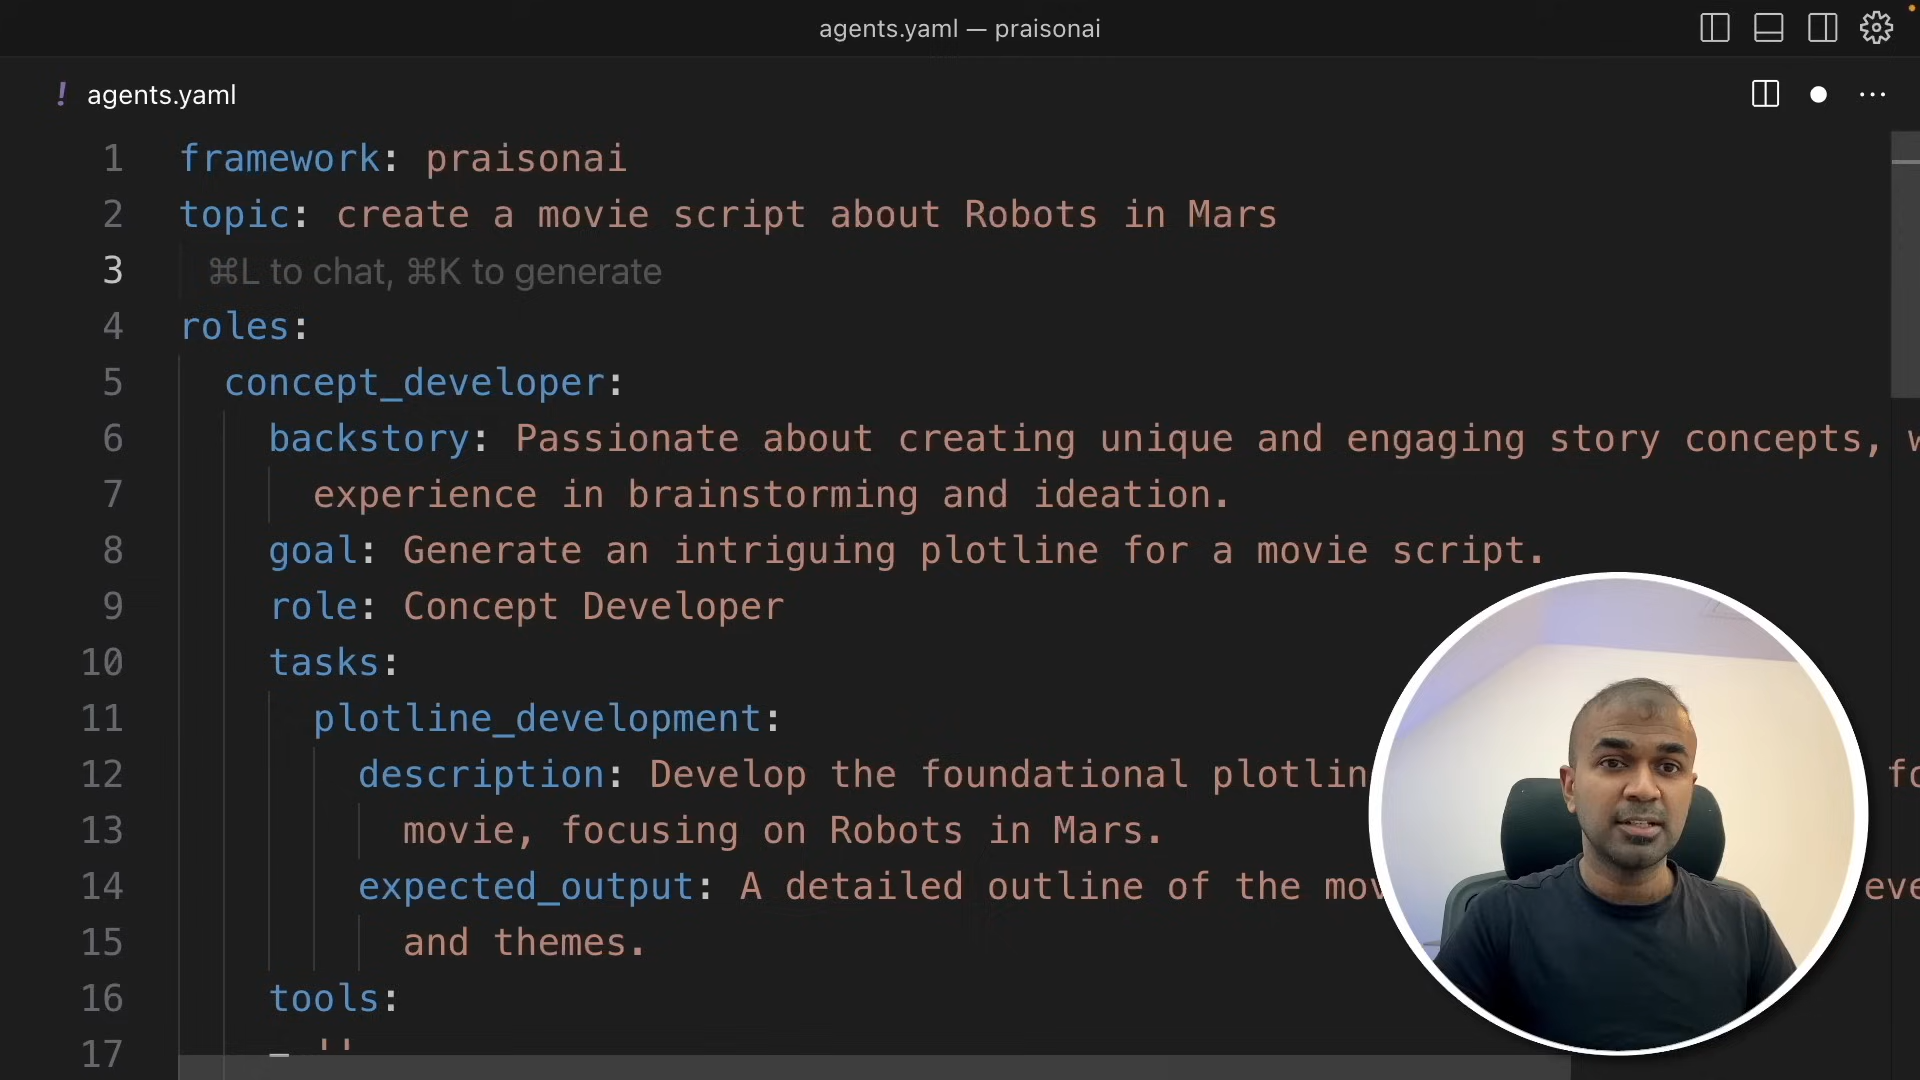 agents.yaml — praisonai
! agents.yaml
1 framework: praisonai
2 topic: create a movie script about Robots in Mars
3 ⌘L to chat, ⌘K to generate
4 roles:
5 concept_developer:
6 backstory: Passionate about creating unique and engaging story concepts,
7 experience in brainstorming and ideation.
8 goal: Generate an intriguing plotline for a movie script.
9 role: Concept Developer
10 tasks:
11 plotline_development:
12 description: Develop the foundational plotlin
13 movie, focusing on Robots in Mars.
14 expected_output: A detailed outline of the mov
15 and themes.
16 tools:
17 - ''